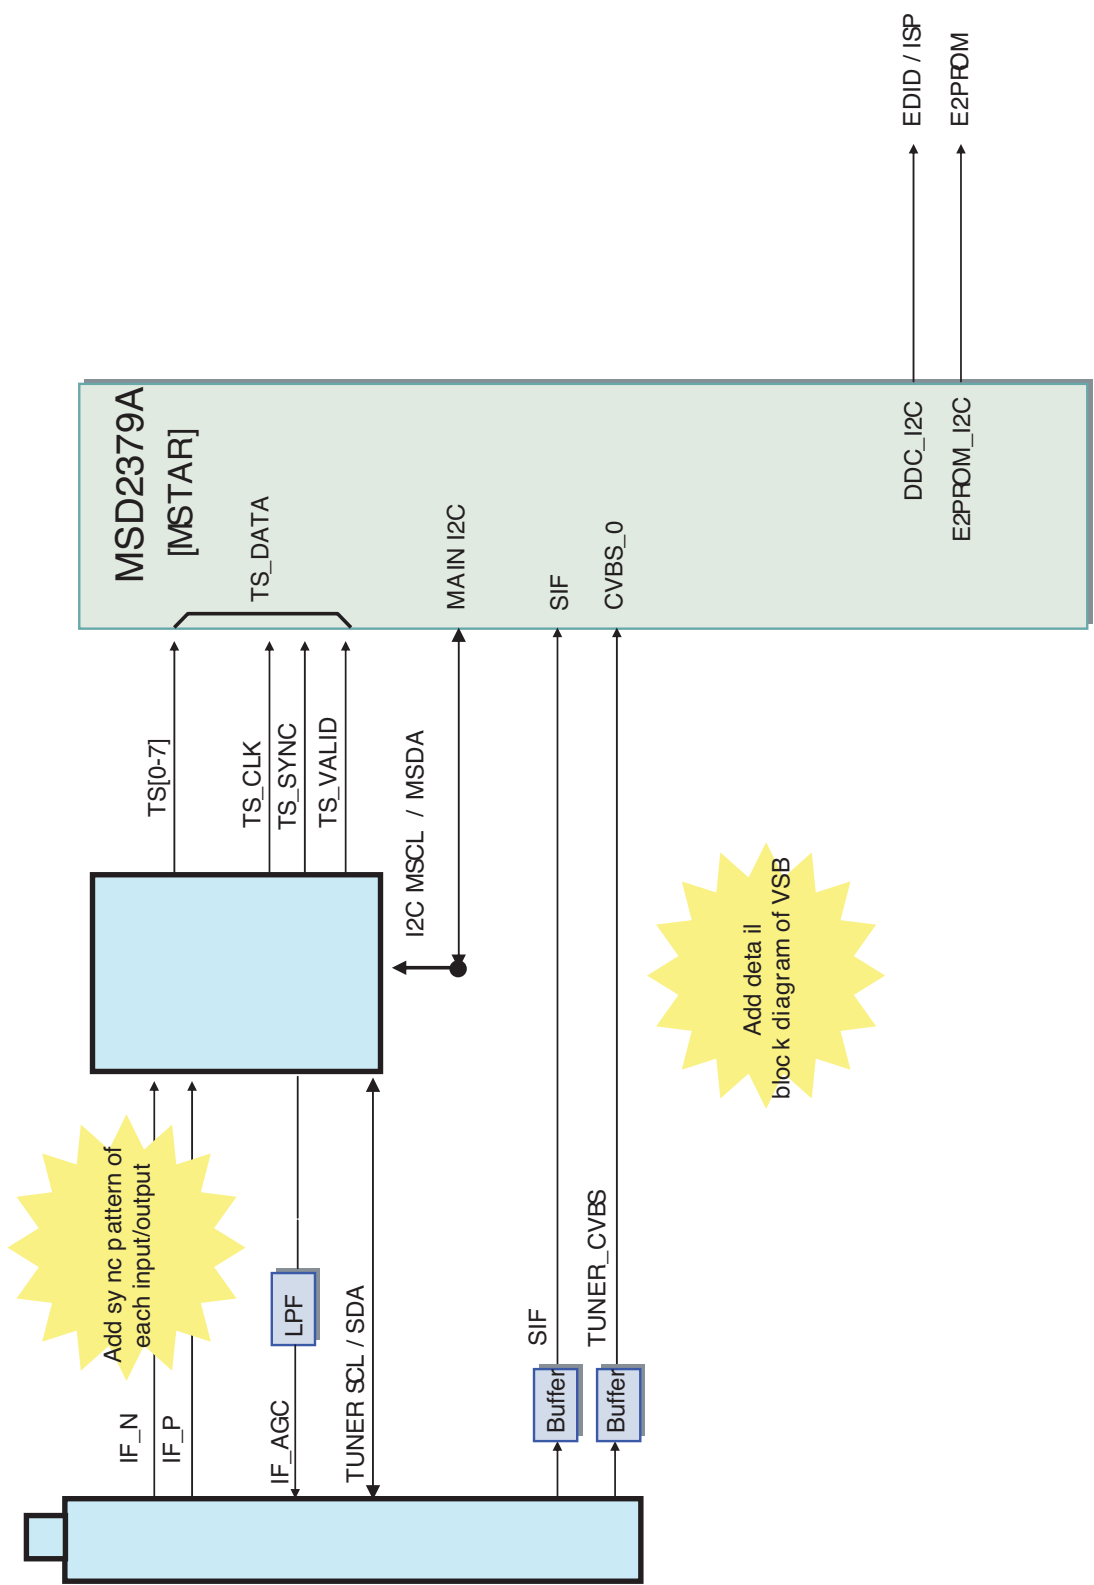 Add sy nc p attern of
each input/output
IF_N
IF_P
IF_AGC
LPF
TUNER SCL / SDA
SIF
Buffer
TUNER_CVBS
Buffer
TS[0-7]
TS_CLK
TS_SYNC
TS_VALID
I2C MSCL / MSDA
Add deta il
bloc k diagram of VSB
MSD2379A
[MSTAR]
TS_DATA
MAIN I2C
SIF
CVBS_0
DDC_I2C
E2PROM_I2C
EDID / ISP
E2PROM